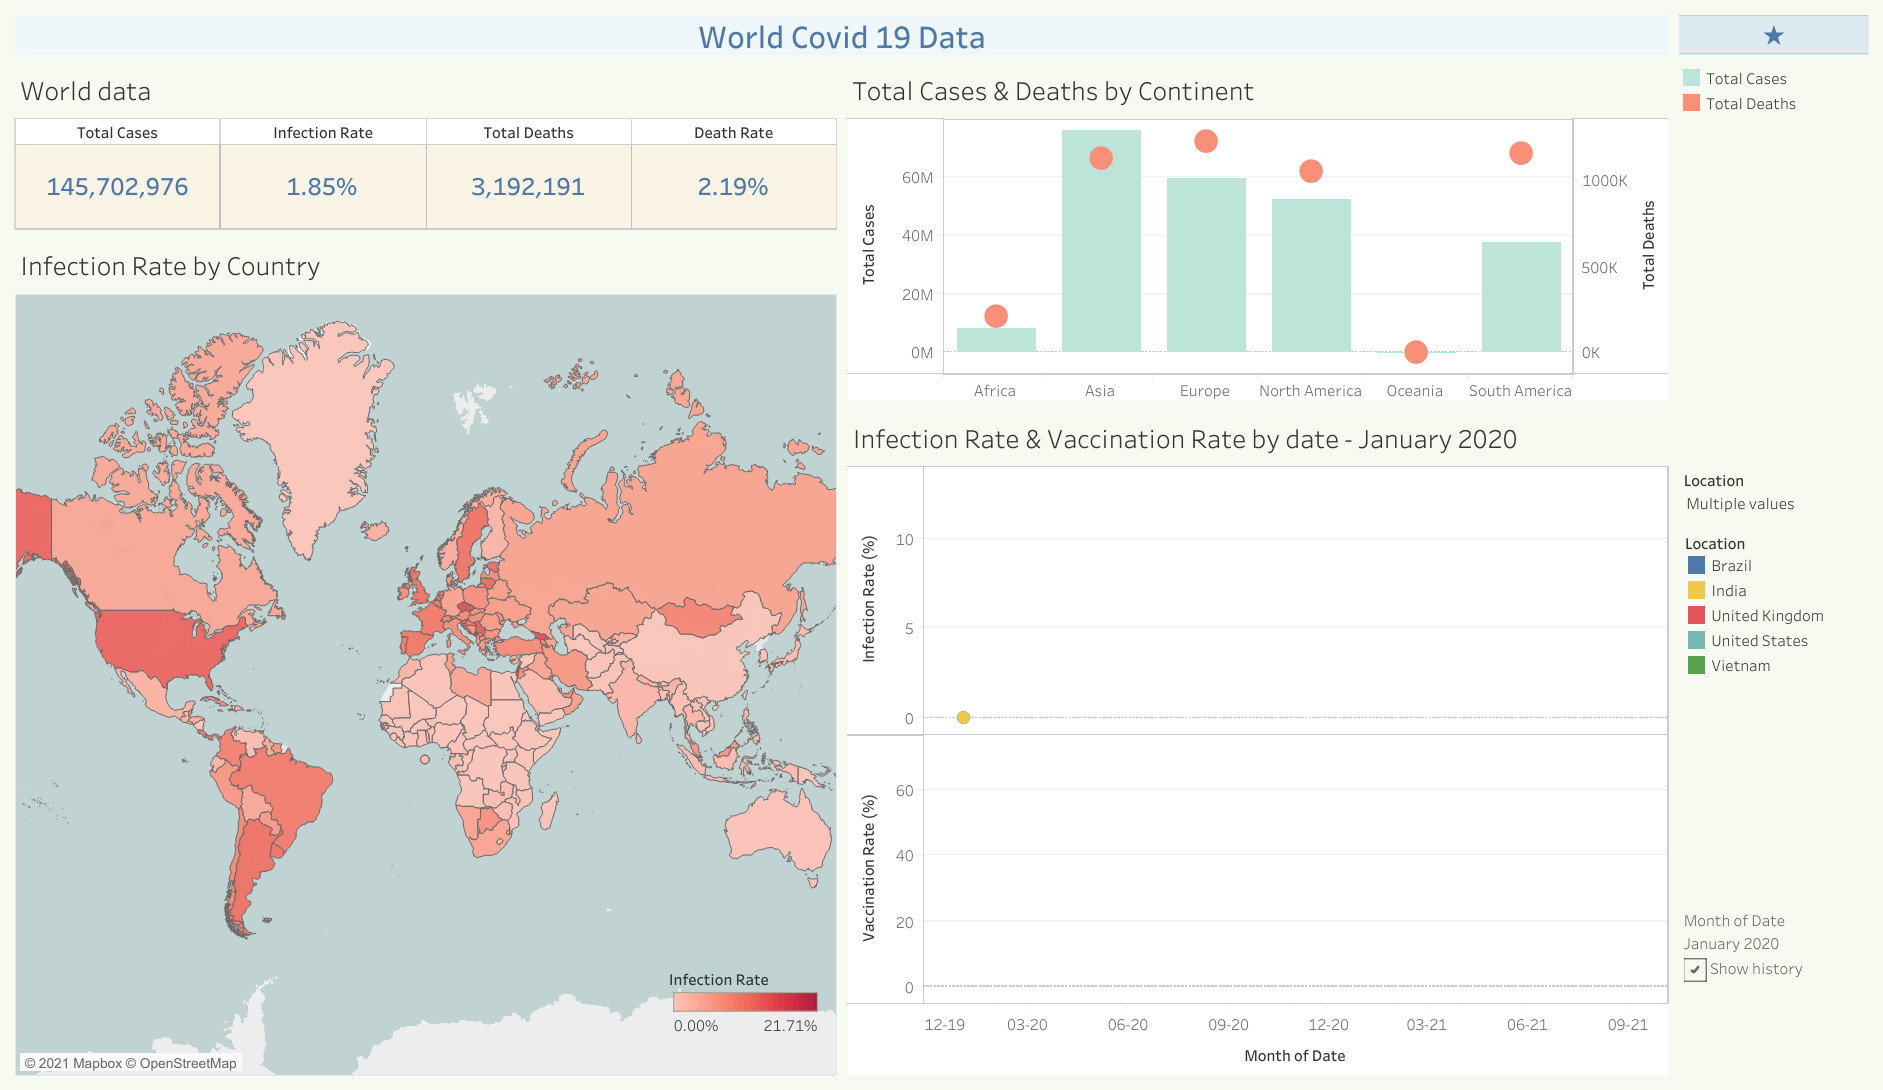 World Covid 19 Data
★
World data
Total Cases Infection Rate Total Deaths Death Rate
145,702,976 1.85% 3,192,191 2.19%
Infection Rate by Country
Infection Rate
0.00% 21.71%
© 2021 Mapbox © OpenStreetMap
Total Cases & Deaths by Continent
Total Cases
60M
40M
20M
0M
1000K
500K
0K
Total Deaths
Africa Asia Europe North America Oceania South America
Total Cases
Total Deaths
Infection Rate & Vaccination Rate by date - January 2020
Infection Rate (%)
10
5
0
Vaccination Rate (%)
60
40
20
0
12-19 03-20 06-20 09-20 12-20 03-21 06-21 09-21
Month of Date
Location
Multiple values
Location
Brazil
India
United Kingdom
United States
Vietnam
Month of Date
January 2020
✔ Show history